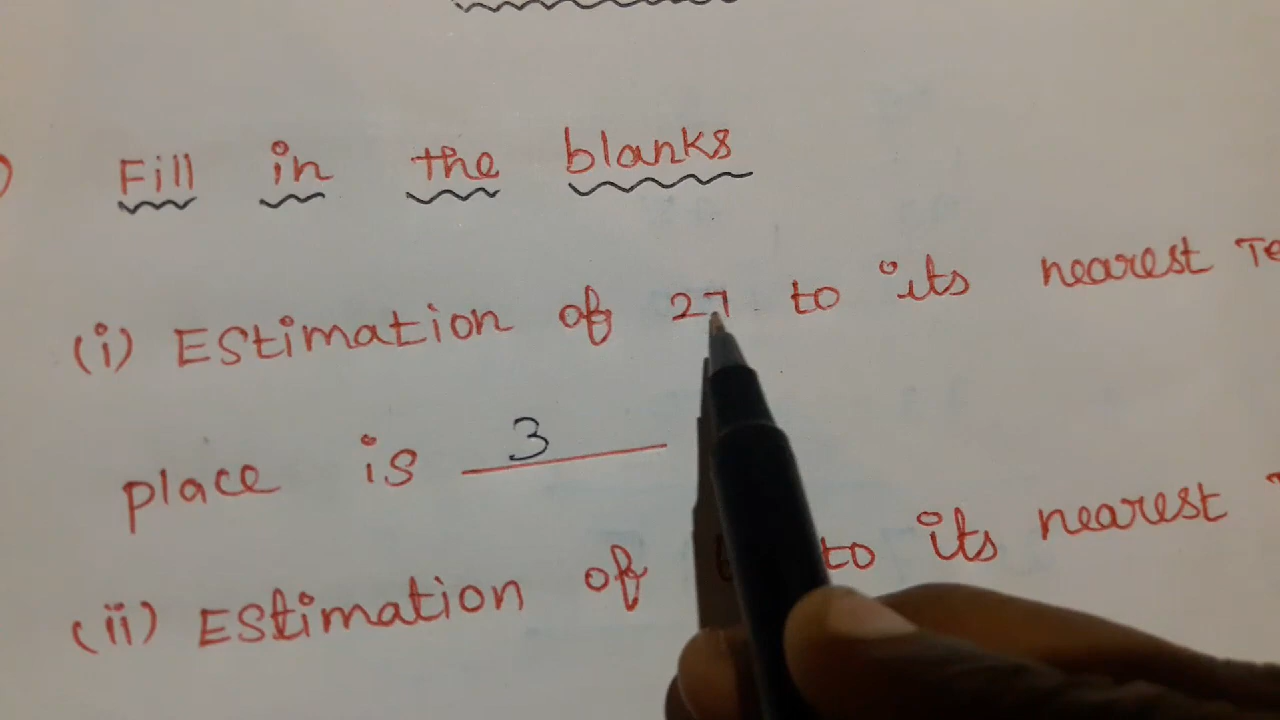 Fill in the blanks
(i) Estimation of 27 to its nearest Te
place is 3
(ii) Estimation of to its nearest